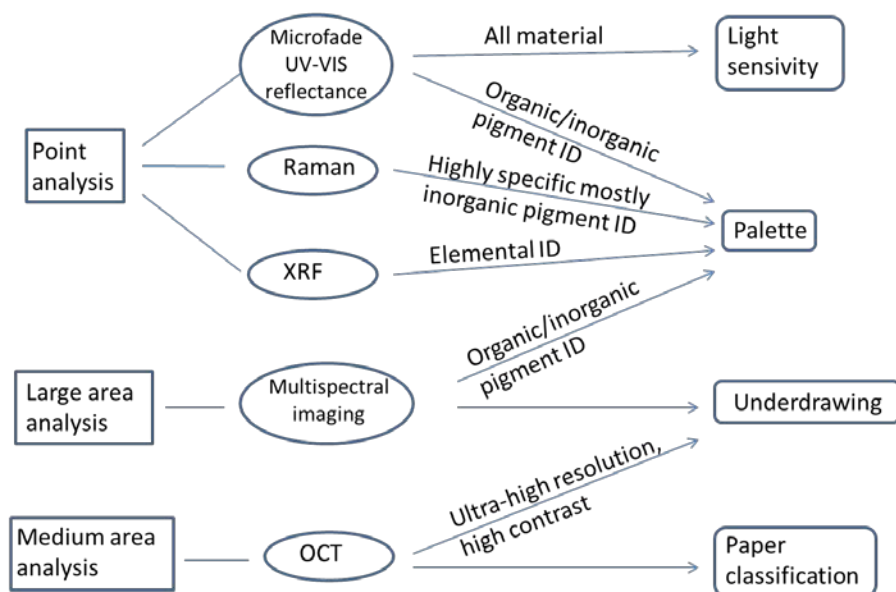 Microfade
UV-VIS
reflectance
All material
Light
sensivity
Organic/inorganic
pigment ID
Point
analysis
Raman
Highly specific mostly
inorganic pigment ID
Palette
XRF
Elemental ID
Organic/inorganic
pigment ID
Large area
analysis
Multispectral
imaging
Underdrawing
Ultra-high resolution,
high contrast
Medium area
analysis
OCT
Paper
classification